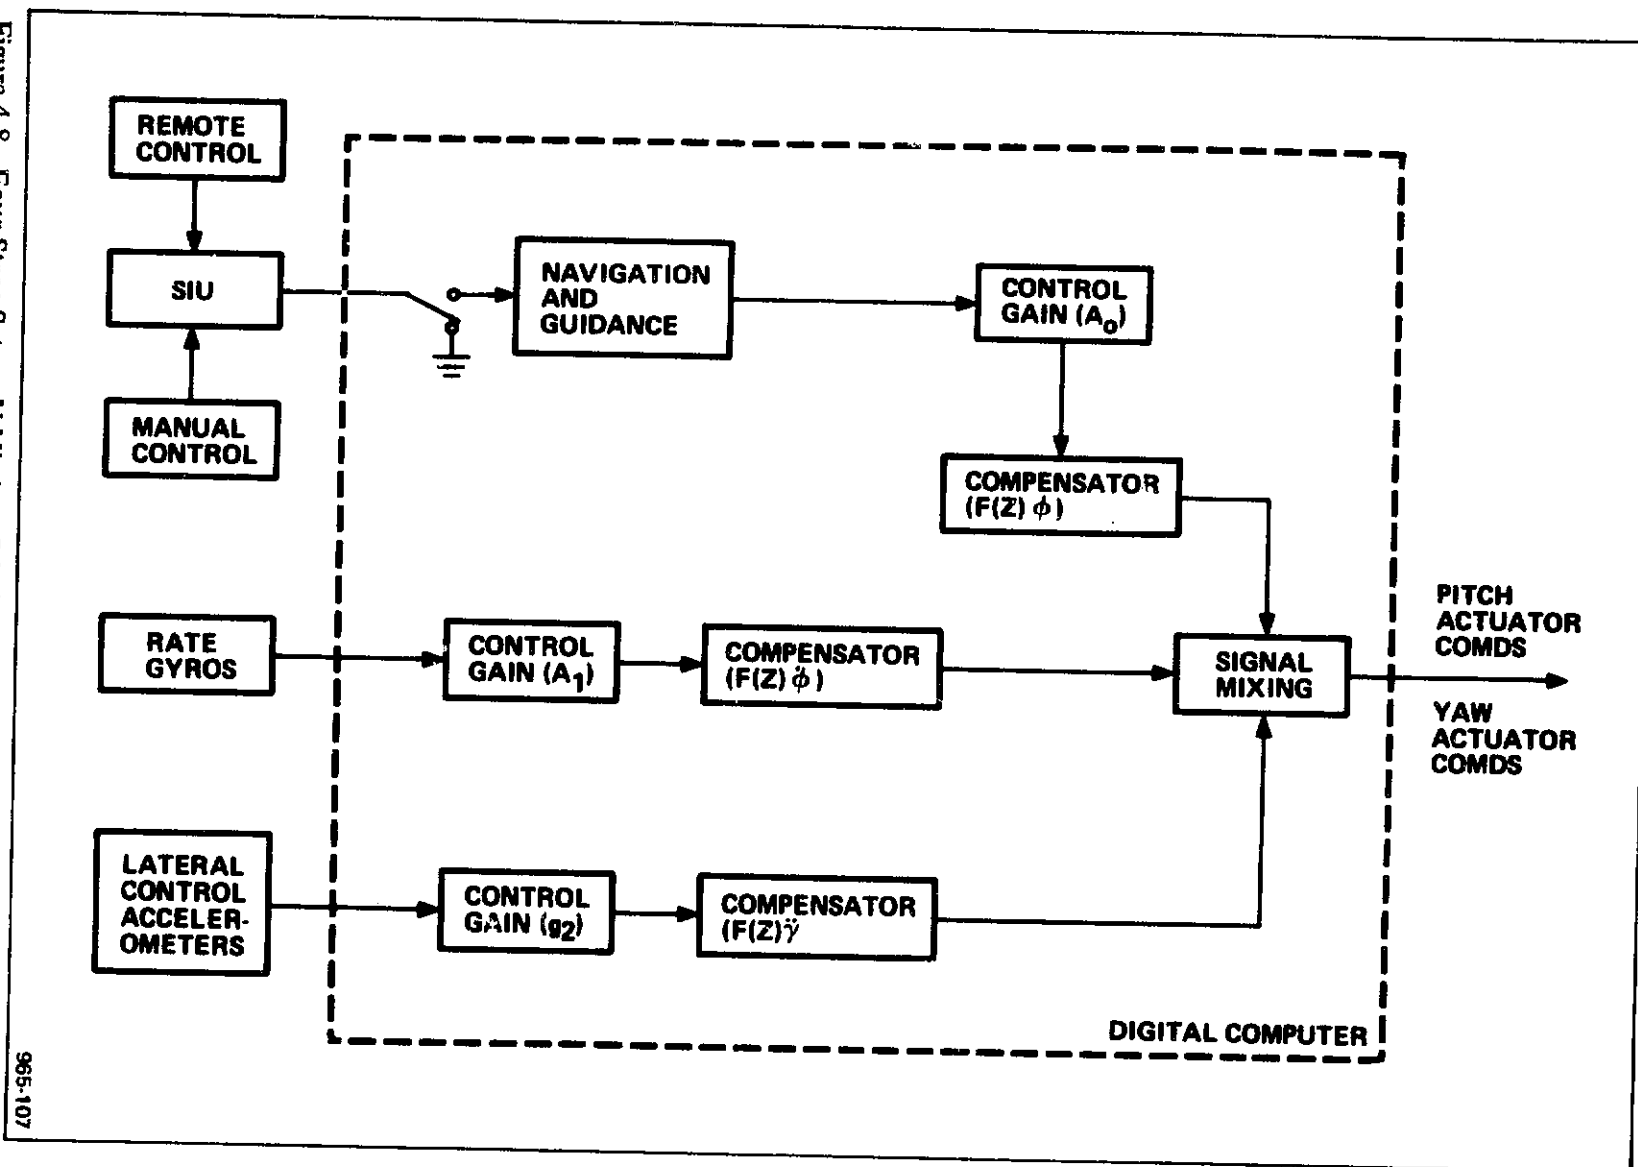 REMOTE
CONTROL
SIU
MANUAL
CONTROL
NAVIGATION
AND
GUIDANCE
CONTROL
GAIN (A₀)
COMPENSATOR
(F(Z) ϕ)
RATE
GYROS
CONTROL
GAIN (A₁)
COMPENSATOR
(F(Z) ϕ̇)
SIGNAL
MIXING
PITCH
ACTUATOR
COMDS
YAW
ACTUATOR
COMDS
LATERAL
CONTROL
ACCELER-
OMETERS
CONTROL
GAIN (g₂)
COMPENSATOR
(F(Z)γ̈
DIGITAL COMPUTER
965-107